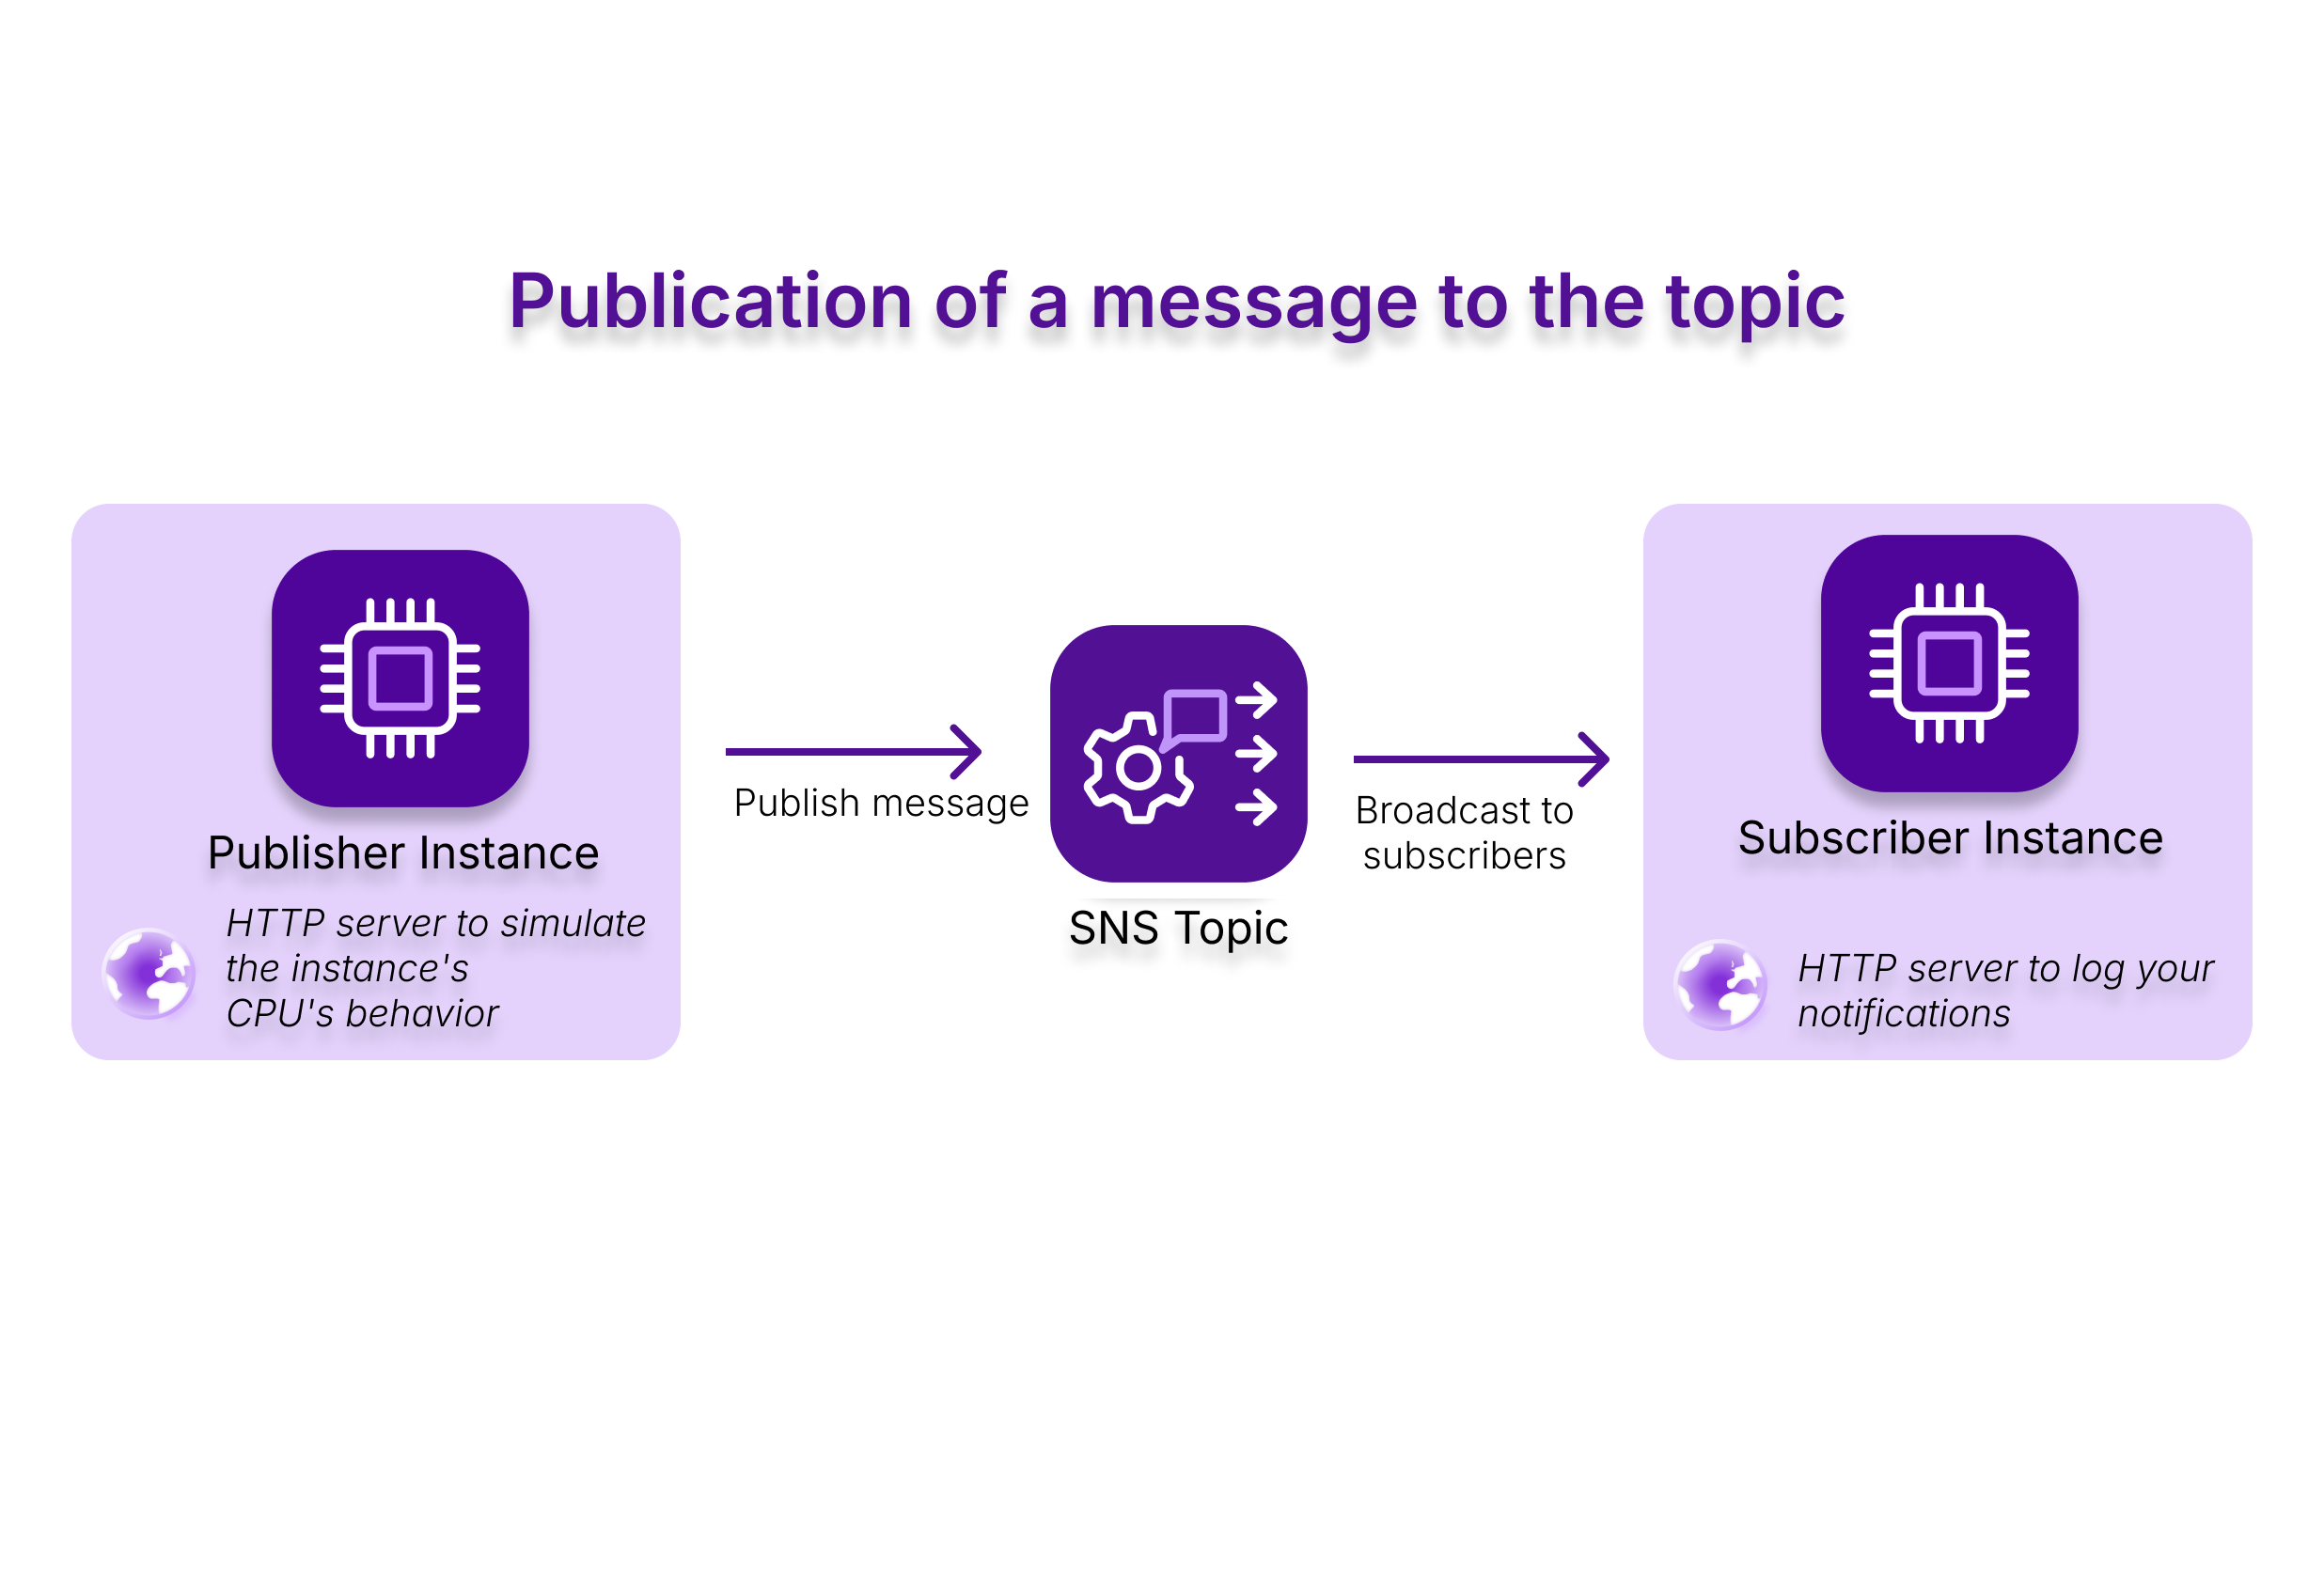 Publication of a message to the topic
Publisher Instance
HTTP server to simulate
the instance's
CPU's behavior
Publish message
SNS Topic
Broadcast to
subscribers
Subscriber Instance
HTTP server to log your
notifications